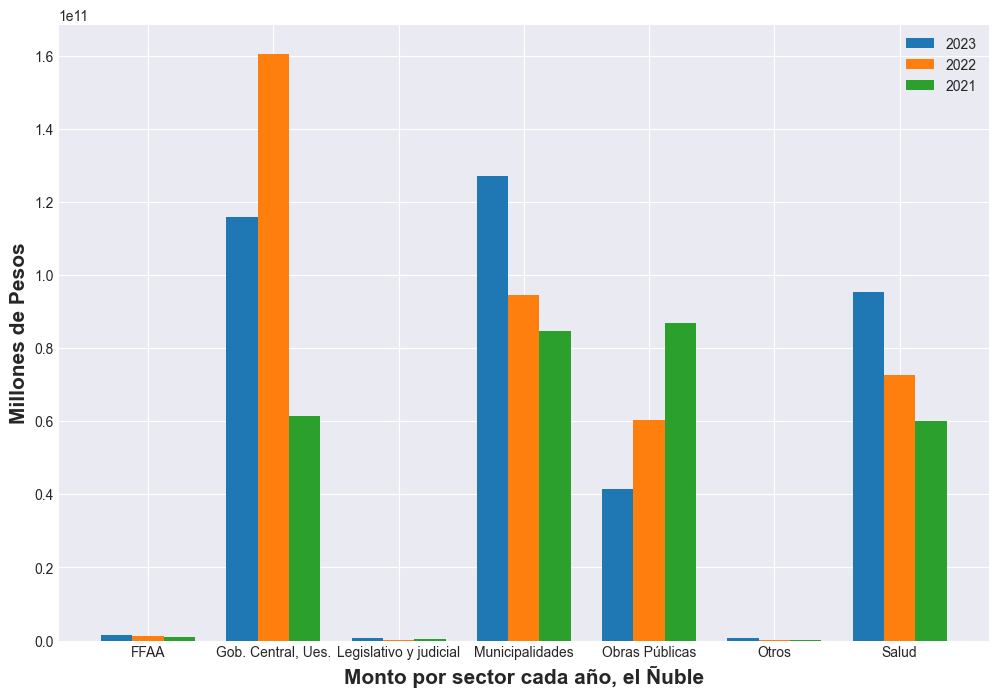 1e11
2023
2022
2021
1.6
1.4
1.2
1.0
0.8
0.6
0.4
0.2
0.0
Millones de Pesos
FFAA
Gob. Central, Ues.
Legislativo y judicial
Municipalidades
Obras Públicas
Otros
Salud
Monto por sector cada año, el Ñuble